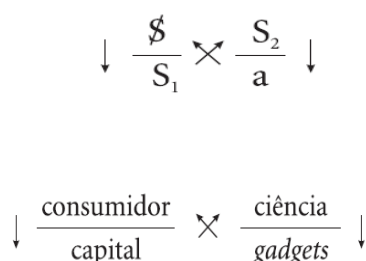 $ S₂
S₁ a
consumidor ciência
capital gadgets